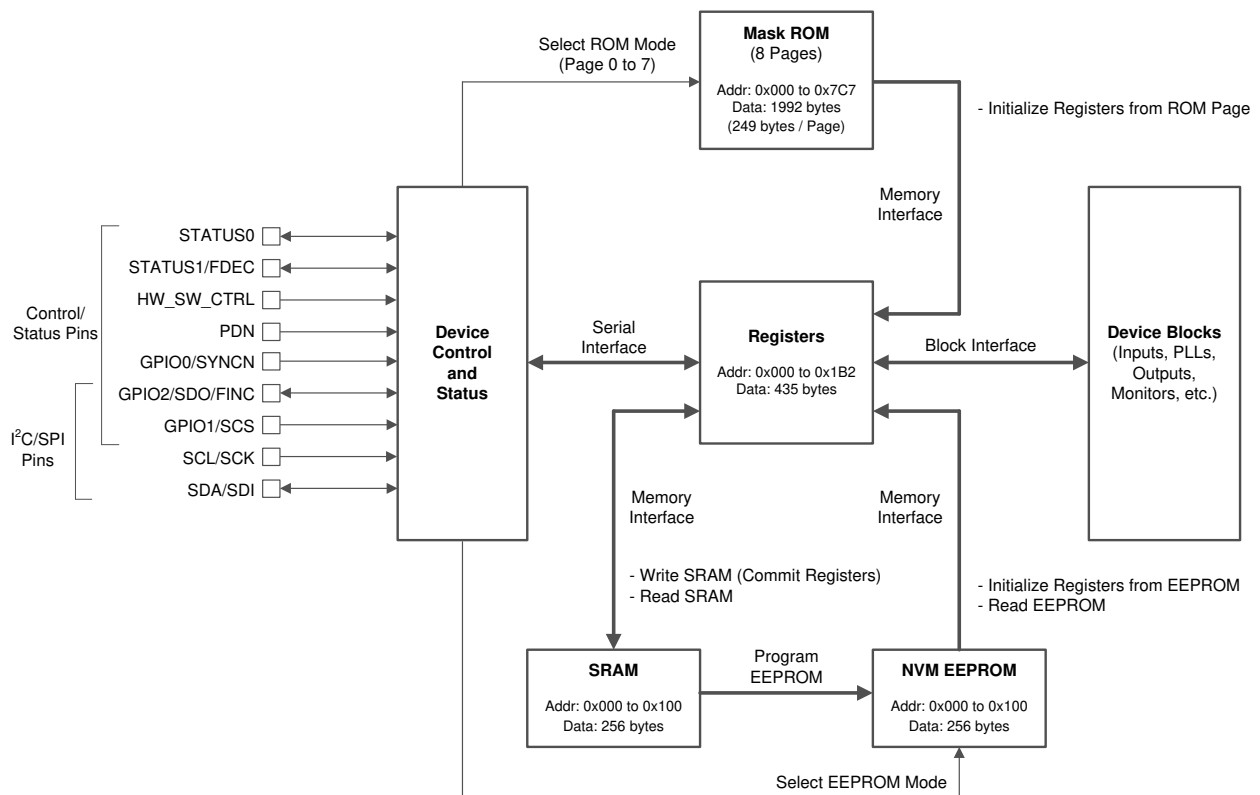 Select ROM Mode
(Page 0 to 7)
Mask ROM
(8 Pages)
Addr: 0x000 to 0x7C7
Data: 1992 bytes
(249 bytes / Page)
- Initialize Registers from ROM Page
Memory
Interface
Control/
Status Pins
I²C/SPI
Pins
STATUS0
STATUS1/FDEC
HW_SW_CTRL
PDN
GPIO0/SYNCN
GPIO2/SDO/FINC
GPIO1/SCS
SCL/SCK
SDA/SDI
Device
Control
and
Status
Serial
Interface
Registers
Addr: 0x000 to 0x1B2
Data: 435 bytes
Block Interface
Device Blocks
(Inputs, PLLs,
Outputs,
Monitors, etc.)
Memory
Interface
- Write SRAM (Commit Registers)
- Read SRAM
Memory
Interface
- Initialize Registers from EEPROM
- Read EEPROM
SRAM
Addr: 0x000 to 0x100
Data: 256 bytes
Program
EEPROM
NVM EEPROM
Addr: 0x000 to 0x100
Data: 256 bytes
Select EEPROM Mode